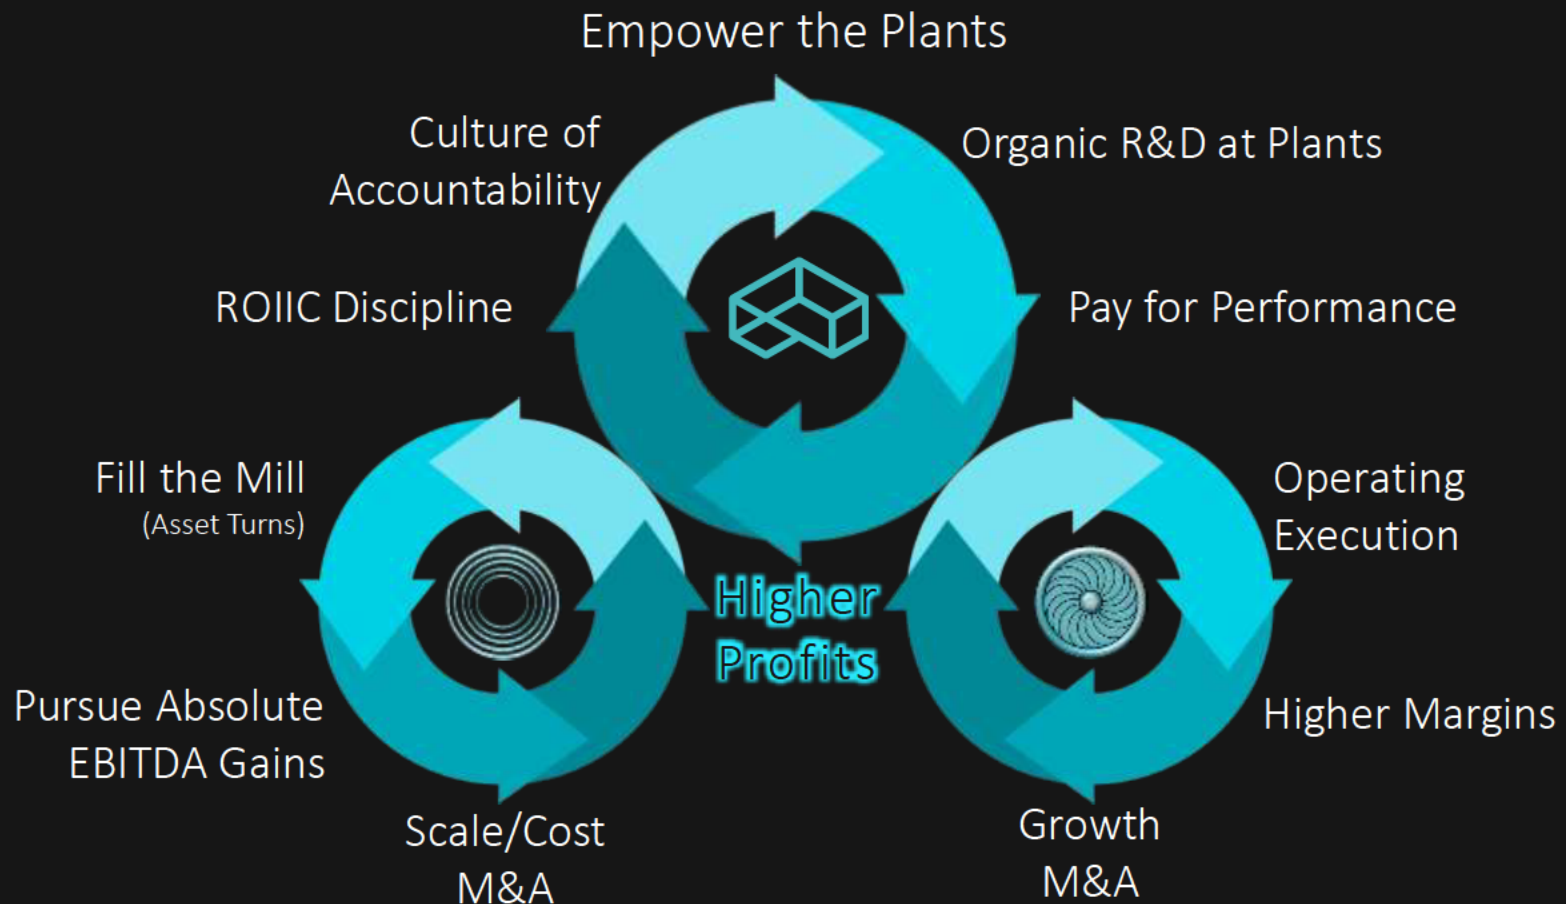 Empower the Plants
Culture of
Accountability
Organic R&D at Plants
ROIIC Discipline
Pay for Performance
Fill the Mill
(Asset Turns)
Operating
Execution
Higher
Profits
Pursue Absolute
EBITDA Gains
Higher Margins
Scale/Cost
M&A
Growth
M&A